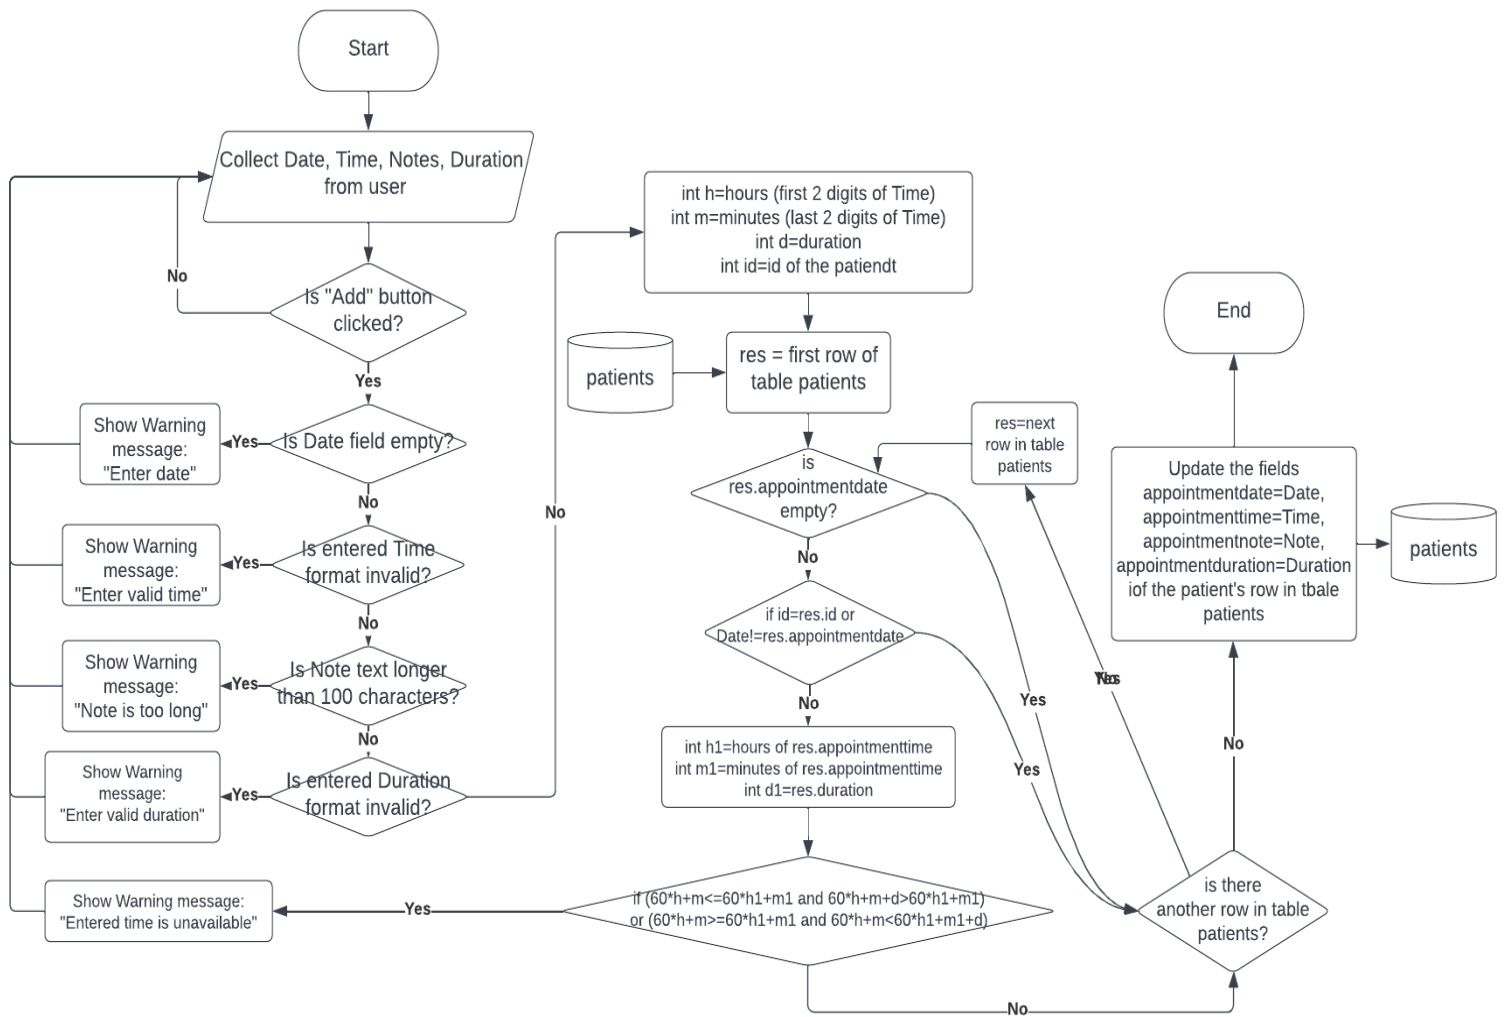 Start
Collect Date, Time, Notes, Duration
from user
No
Is "Add" button
clicked?
Yes
Show Warning
message:
"Enter date"
Yes
Is Date field empty?
No
Show Warning
message:
"Enter valid time"
Yes
Is entered Time
format invalid?
No
Show Warning
message:
"Note is too long"
Yes
Is Note text longer
than 100 characters?
No
Show Warning
message:
"Enter valid duration"
Yes
Is entered Duration
format invalid?
No
int h=hours (first 2 digits of Time)
int m=minutes (last 2 digits of Time)
int d=duration
int id=id of the patiendt
patients
res = first row of
table patients
is
res.appointmentdate
empty?
res=next
row in table
patients
No
Yes
if id=res.id or
Date!=res.appointmentdate
No
Yes
int h1=hours of res.appointmenttime
int m1=minutes of res.appointmenttime
int d1=res.duration
if (60*h+m<=60*h1+m1 and 60*h+m+d>60*h1+m1)
or (60*h+m>=60*h1+m1 and 60*h+m<60*h1+m1+d)
Yes
Show Warning message:
"Entered time is unavailable"
No
is there
another row in table
patients?
Yes
No
Update the fields
appointmentdate=Date,
appointmenttime=Time,
appointmentnote=Note,
appointmentduration=Duration
iof the patient's row in tbale
patients
patients
End